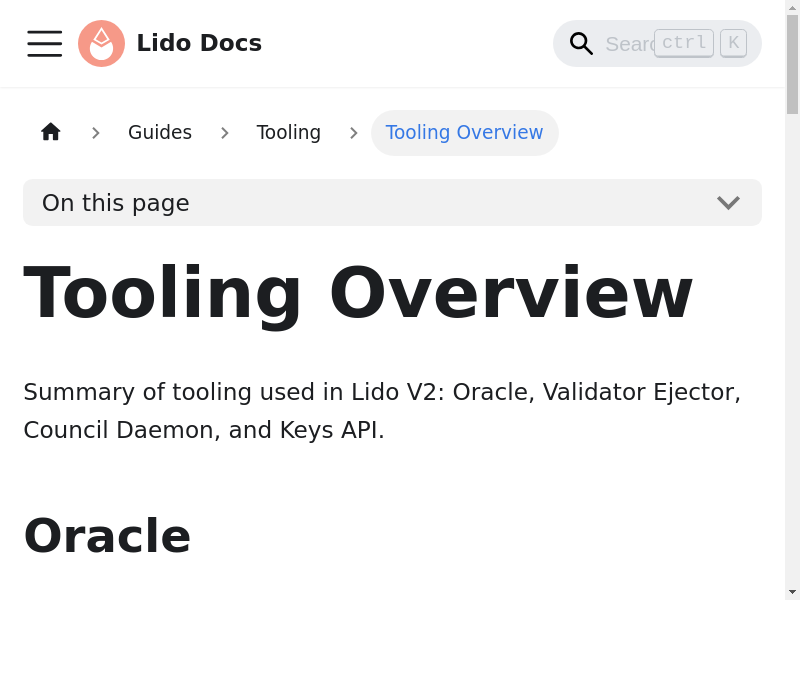 Lido Docs
Sear ctrl K
Guides Tooling Tooling Overview
On this page
Tooling Overview
Summary of tooling used in Lido V2: Oracle, Validator Ejector,
Council Daemon, and Keys API.
Oracle